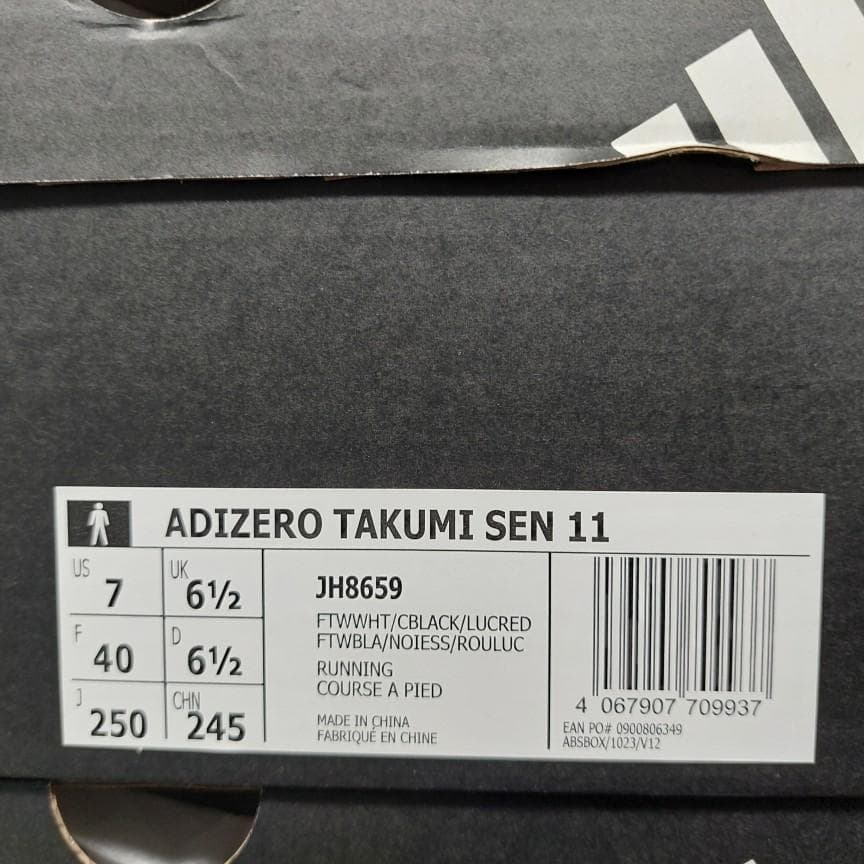 ADIZERO TAKUMI SEN 11
US 7 UK 6½
F 40 D 6½
J 250 CHN 245
JH8659
FTWWHT/CBLACK/LUCRED
FTWBLA/NOIESS/ROULUC
RUNNING
COURSE A PIED
MADE IN CHINA
FABRIQUÉ EN CHINE
4 067907 709937
EAN PO# 0900806349
ABSBOX/1023/V12